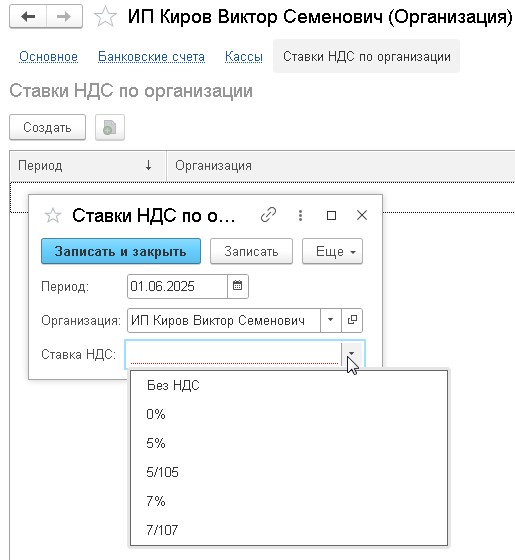 ИП Киров Виктор Семенович (Организация)
Основное Банковские счета Кассы Ставки НДС по организации
Ставки НДС по организации
Создать
Период ↓ Организация
Ставки НДС по о...
Записать и закрыть Записать Еще
Период: 01.06.2025
Организация: ИП Киров Виктор Семенович
Ставка НДС:
Без НДС
0%
5%
5/105
7%
7/107